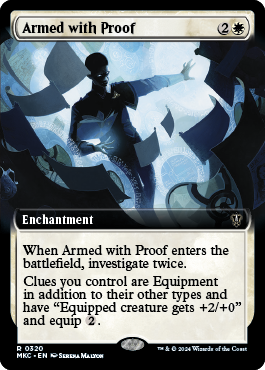 Armed with Proof 2
Enchantment
When Armed with Proof enters the
battlefield, investigate twice.
Clues you control are Equipment
in addition to their other types and
have “Equipped creature gets +2/+0”
and equip 2.
R 0320
MKC • EN Serena Malyon
™ & © 2024 Wizards of the Coast